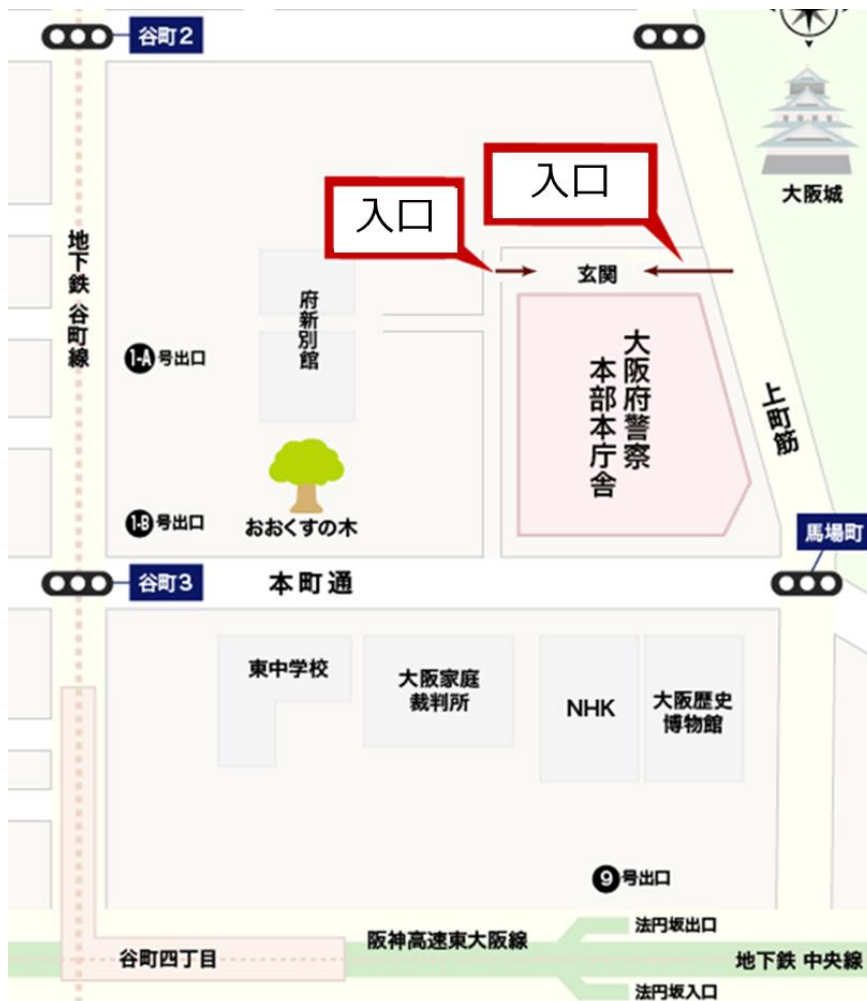 谷町2
大阪城
入口
入口
玄関
地下鉄 谷町線
府新別館
1-A号出口
大阪府警察
本部本庁舎
上町筋
1-B号出口
おおくすの木
馬場町
谷町3
本町通
東中学校
大阪家庭
裁判所
NHK
大阪歴史
博物館
9号出口
法円坂出口
阪神高速東大阪線
谷町四丁目
地下鉄 中央線
法円坂入口